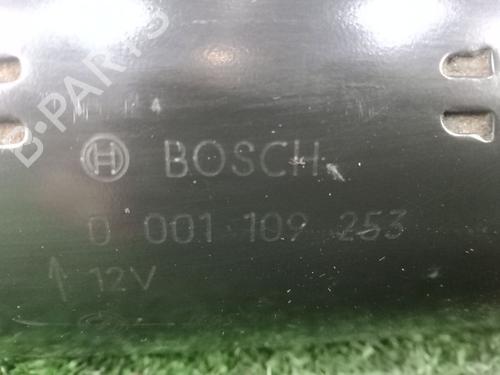 B-PARTS
BOSCH
0 001 109 253
↑ 12V